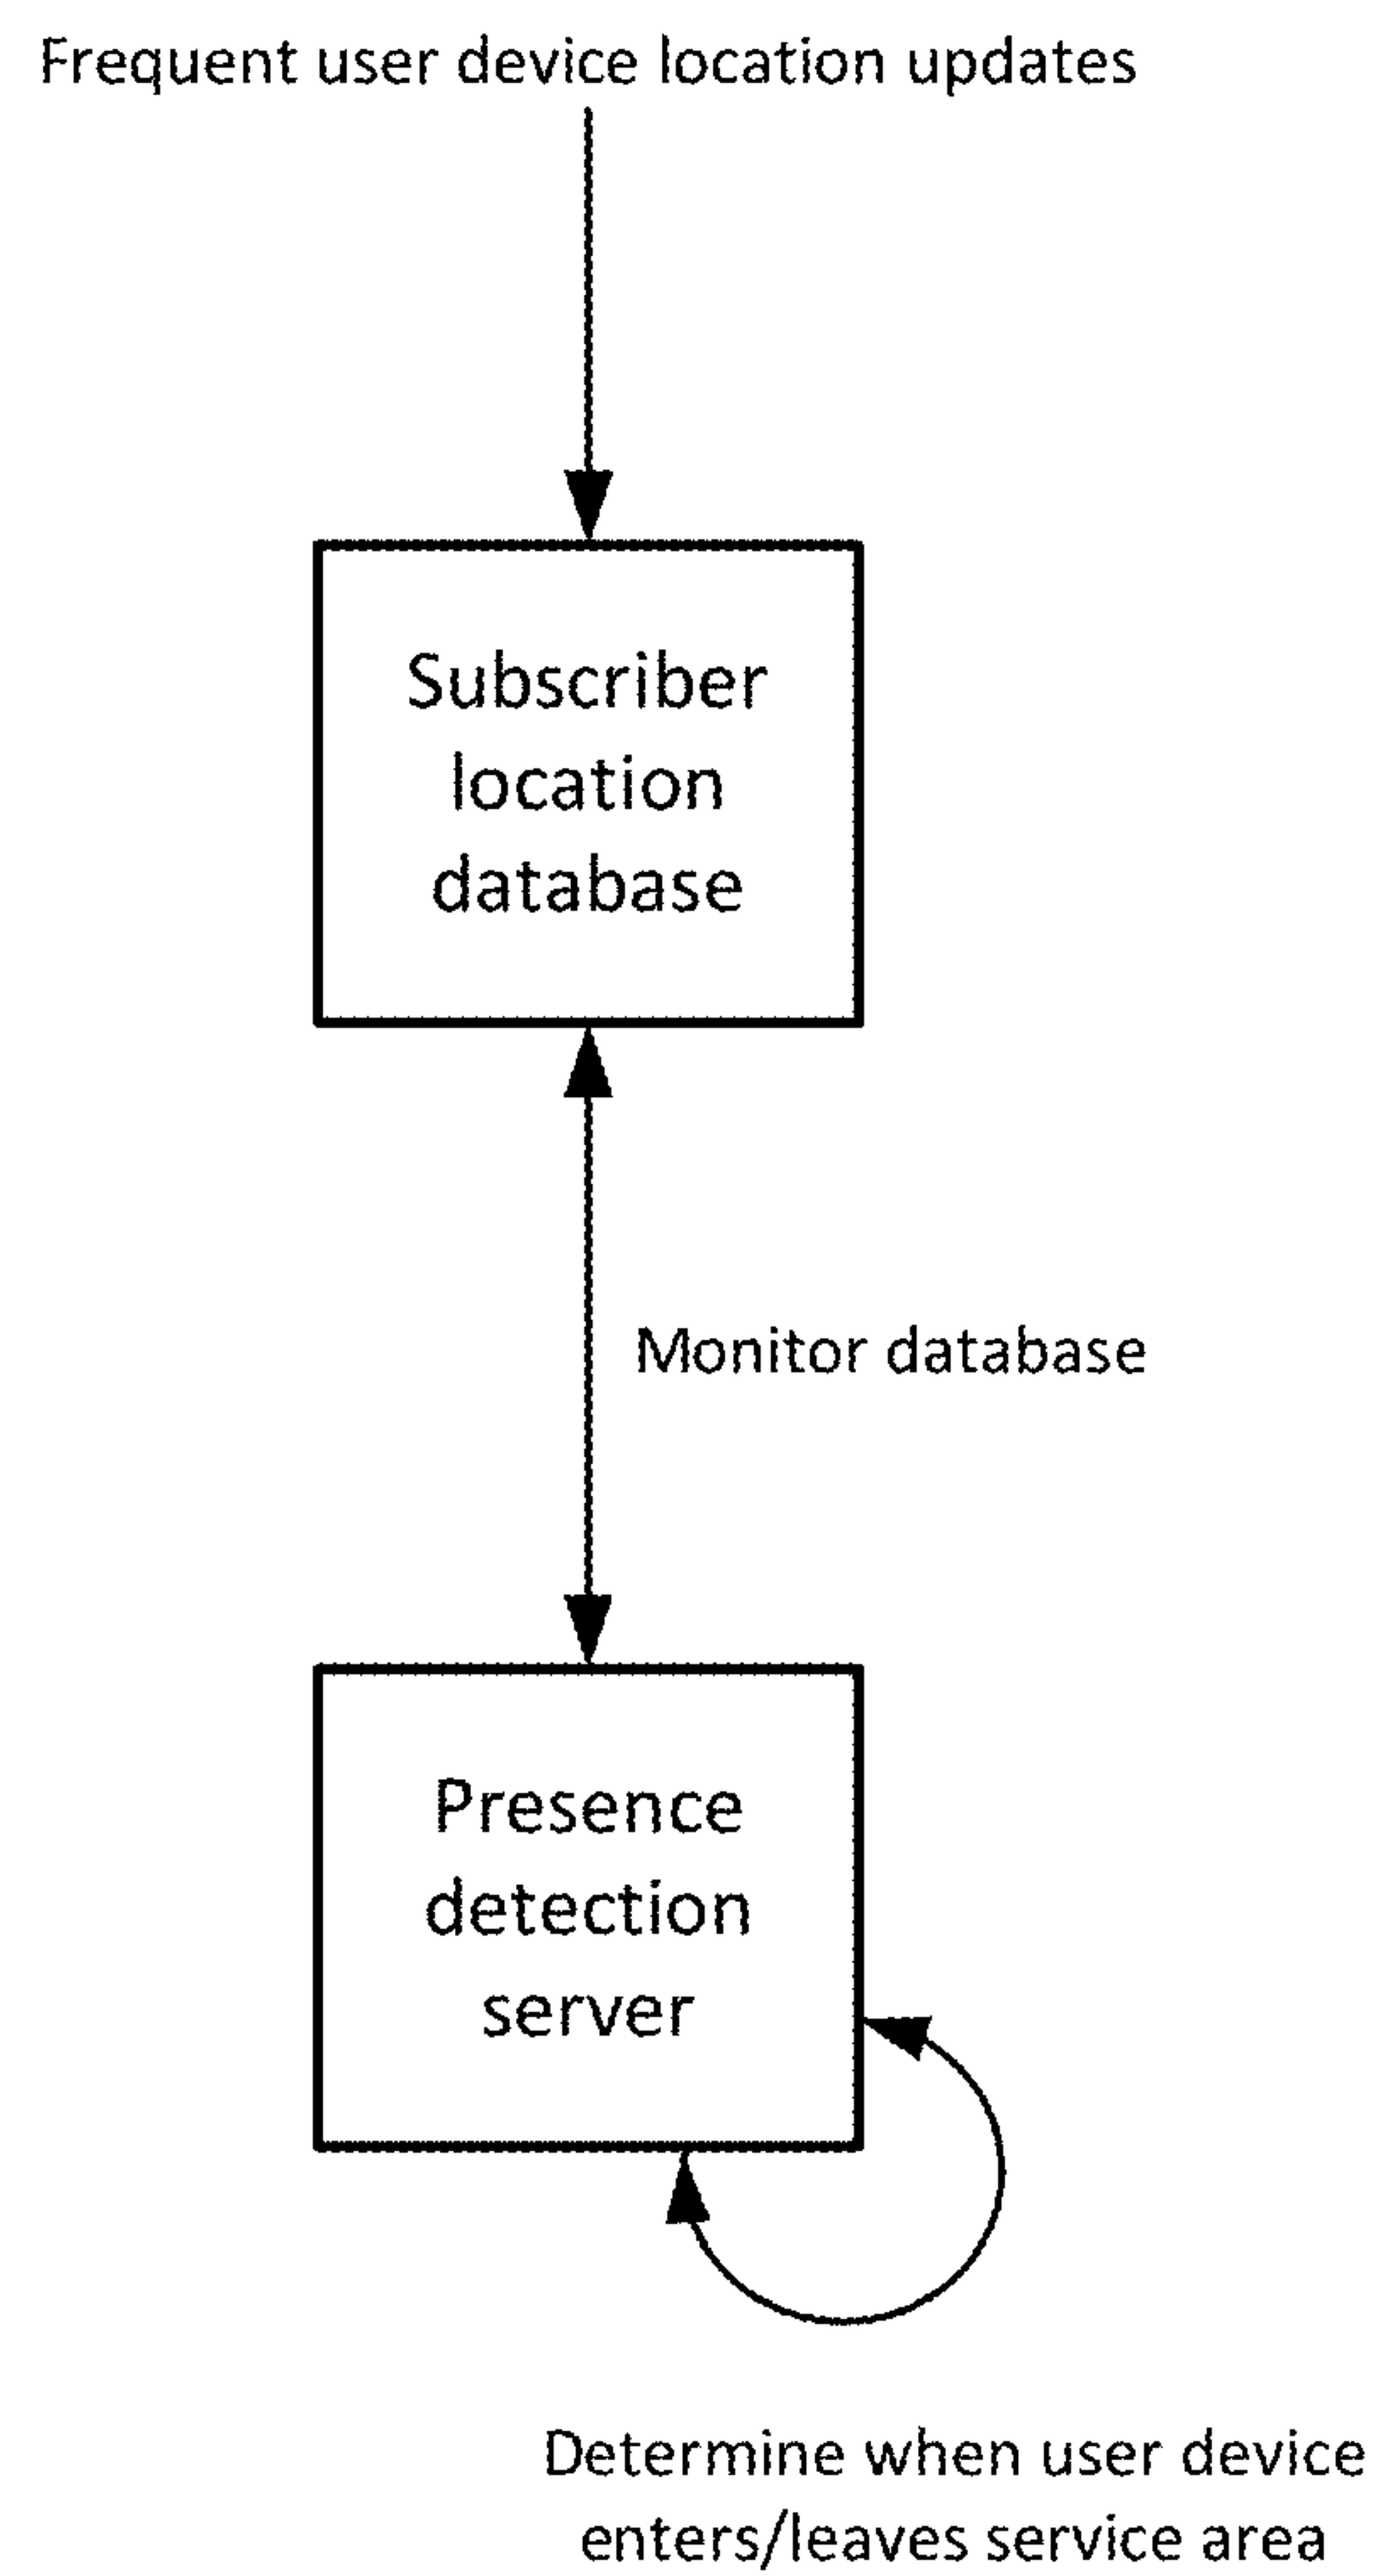 Frequent user device location updates
Subscriber
location
database
Monitor database
Presence
detection
server
Determine when user device
enters/leaves service area